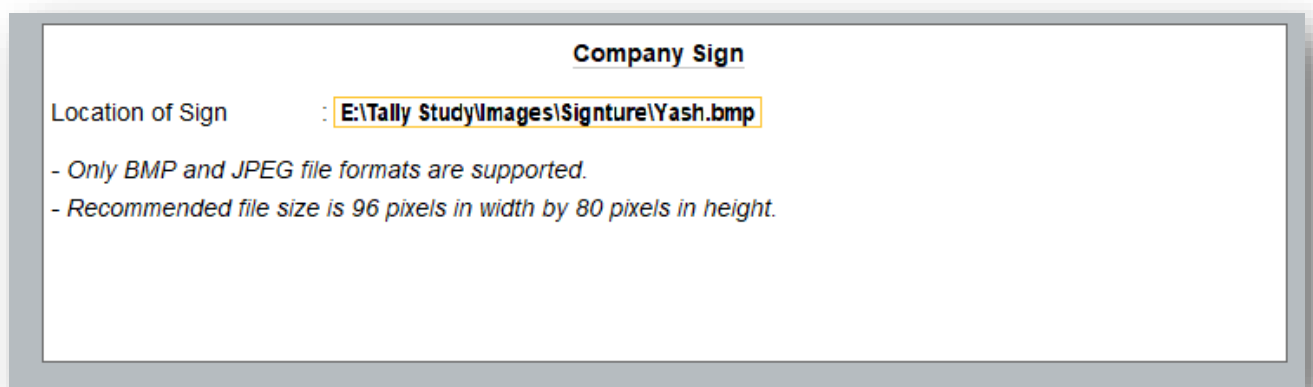 Company Sign
Location of Sign : E:\Tally Study\Images\Signture\Yash.bmp
- Only BMP and JPEG file formats are supported.
- Recommended file size is 96 pixels in width by 80 pixels in height.